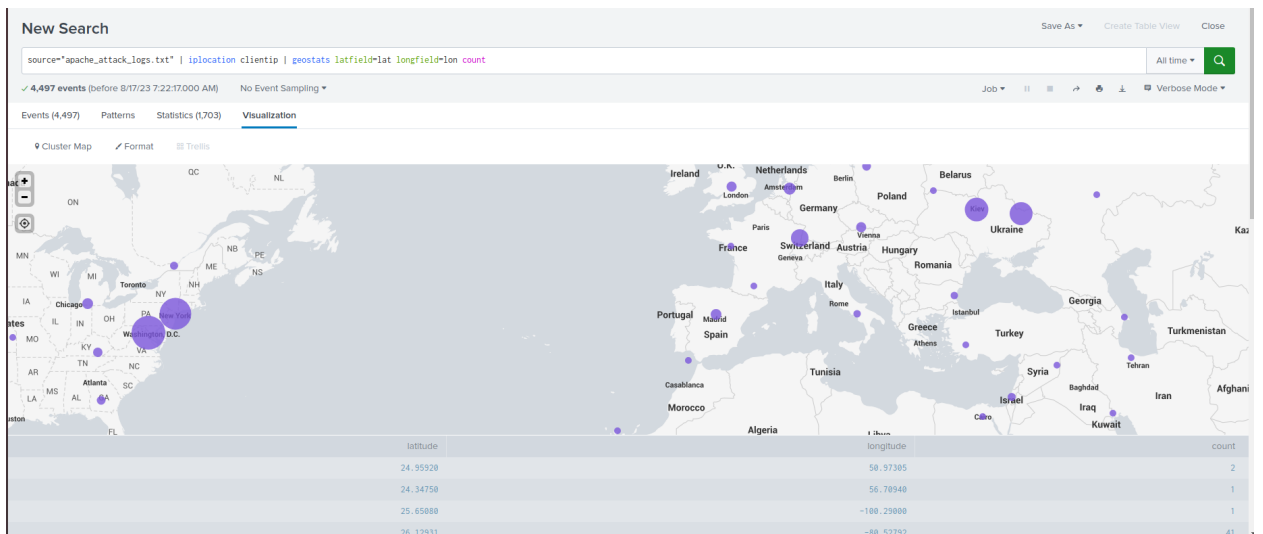 New Search
Save As ▾ Create Table View Close
source="apache_attack_logs.txt" | iplocation clientip | geostats latfield=lat longfield=lon count
All time ▾
✓ 4,497 events (before 8/17/23 7:22:17.000 AM) No Event Sampling ▾
Job ▾ Verbose Mode ▾
Events (4,497) Patterns Statistics (1,703) Visualization
Cluster Map Format Trellis
+
−
QC NL
ON
NB PE
MN ME NS
WI MI Toronto NH
NY
IA Chicago
PA New York
IL IN OH
MO Washington D.C.
KY VA
TN NC
AR Atlanta SC
MS AL GA
LA
FL
Ireland U.K. Netherlands
Berlin Belarus
London Amsterdam Poland
Germany Kiev
Paris Vienna Ukraine
France Switzerland Austria Hungary
Geneva Romania
Italy
Rome Georgia
Portugal Madrid Istanbul
Spain Greece Turkey Turkmenistan
Athens
Tunisia Syria Tehran
Casablanca Baghdad
Israel Iran
Morocco Iraq
Cairo Kuwait
Algeria
latitude longitude count
24.95920 50.97305 2
24.34750 56.70940 1
25.65080 -100.29000 1
26.12931 -80.52792 41